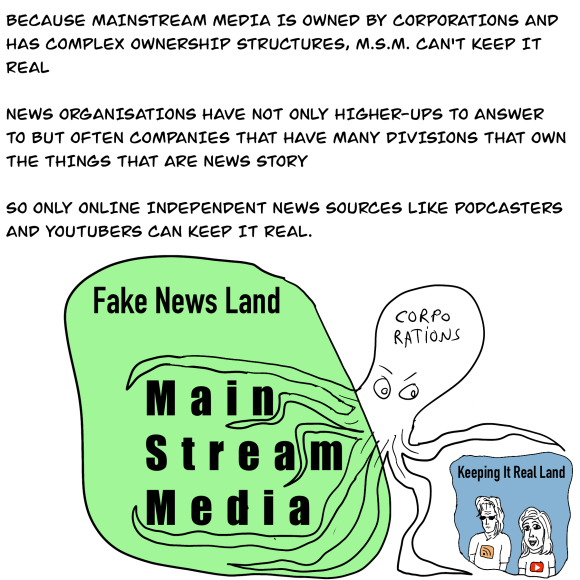 BECAUSE MAINSTREAM MEDIA IS OWNED BY CORPORATIONS AND
HAS COMPLEX OWNERSHIP STRUCTURES, M.S.M. CAN'T KEEP IT
REAL
NEWS ORGANISATIONS HAVE NOT ONLY HIGHER-UPS TO ANSWER
TO BUT OFTEN COMPANIES THAT HAVE MANY DIVISIONS THAT OWN
THE THINGS THAT ARE NEWS STORY
SO ONLY ONLINE INDEPENDENT NEWS SOURCES LIKE PODCASTERS
AND YOUTUBERS CAN KEEP IT REAL.
Fake News Land
CORPO
RATIONS
Main
Stream
Media
Keeping It Real Land